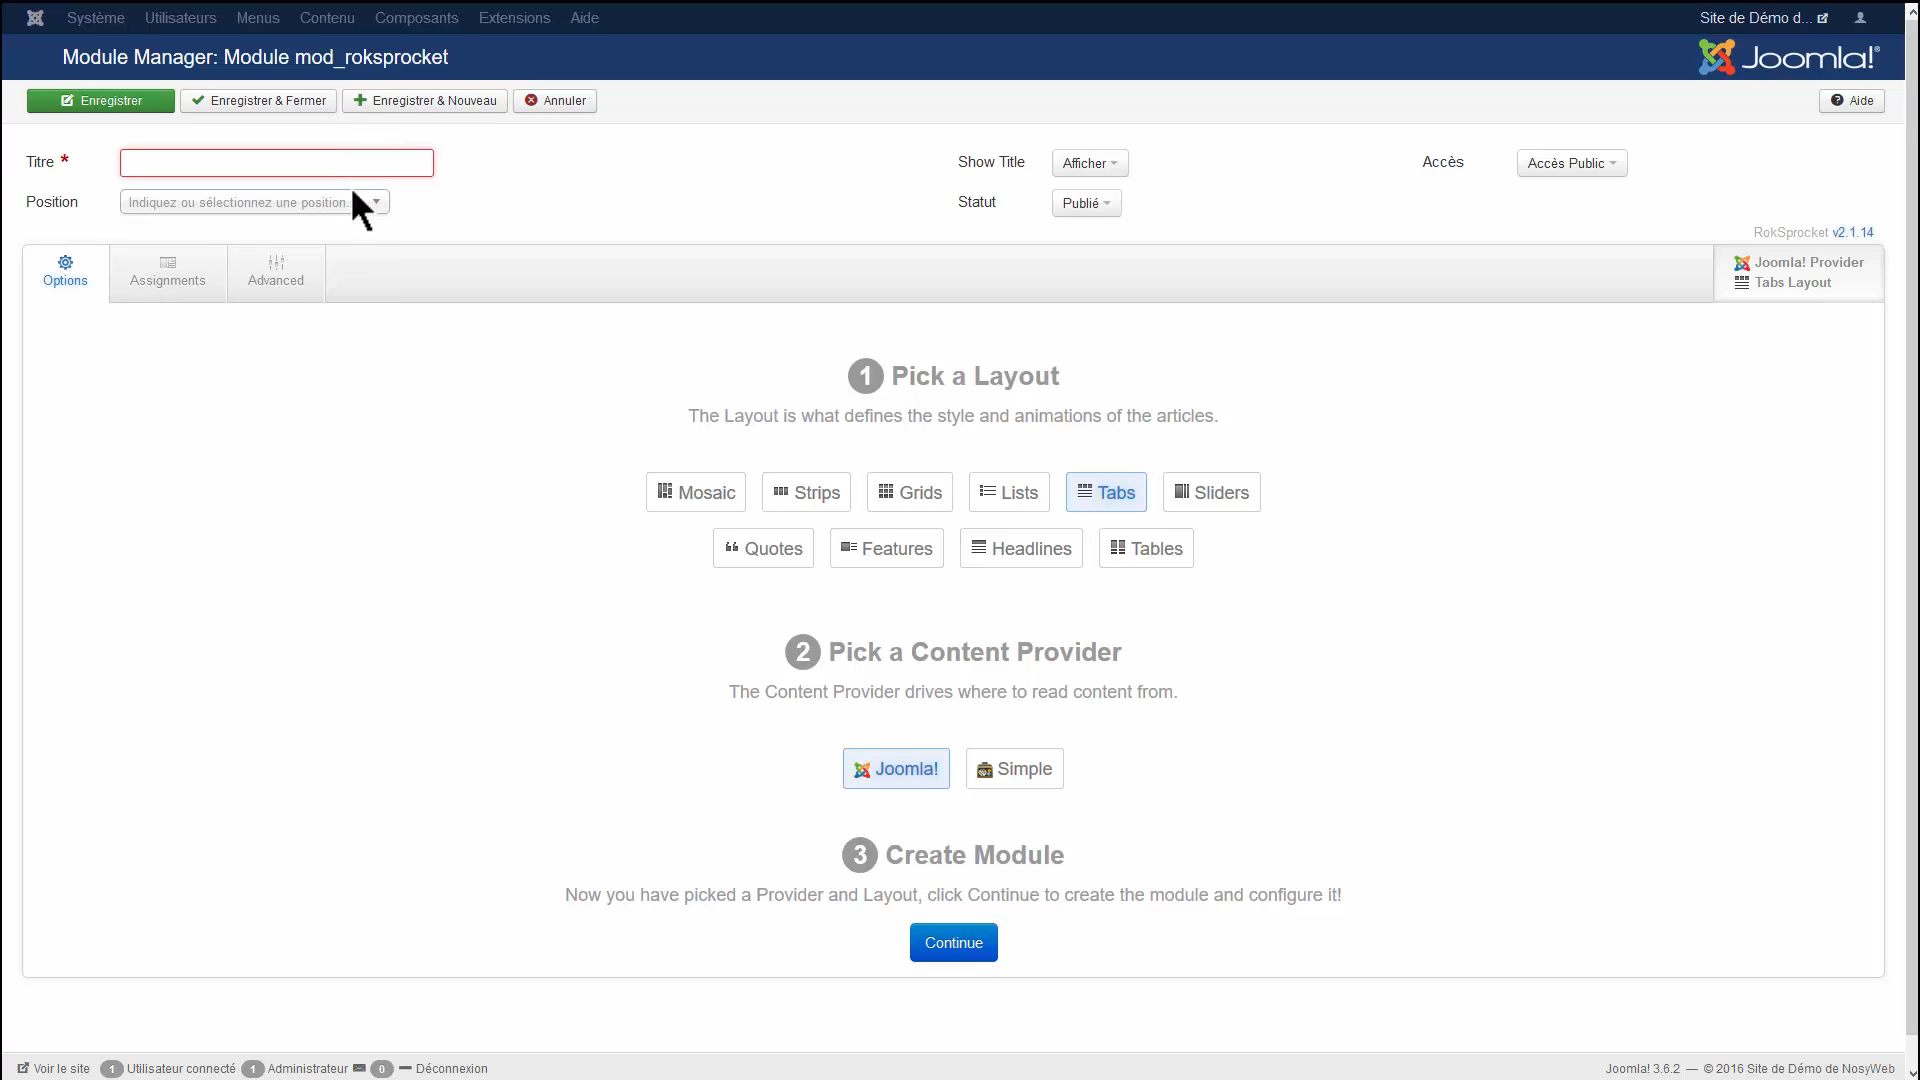 Système Utilisateurs Menus Contenu Composants Extensions Aide Site de Démo d...
Module Manager: Module mod_roksprocket Joomla!®
Enregistrer Enregistrer & Fermer Enregistrer & Nouveau Annuler Aide
Titre * Show Title Afficher Accès Accès Public
Position Indiquez ou sélectionnez une position. Statut Publié
RokSprocket v2.1.14
Options Assignments Advanced
Joomla! Provider
Tabs Layout
1 Pick a Layout
The Layout is what defines the style and animations of the articles.
Mosaic Strips Grids Lists Tabs Sliders
Quotes Features Headlines Tables
2 Pick a Content Provider
The Content Provider drives where to read content from.
Joomla! Simple
3 Create Module
Now you have picked a Provider and Layout, click Continue to create the module and configure it!
Continue
Voir le site 1 Utilisateur connecté 1 Administrateur 0 Déconnexion Joomla! 3.6.2 — © 2016 Site de Démo de NosyWeb